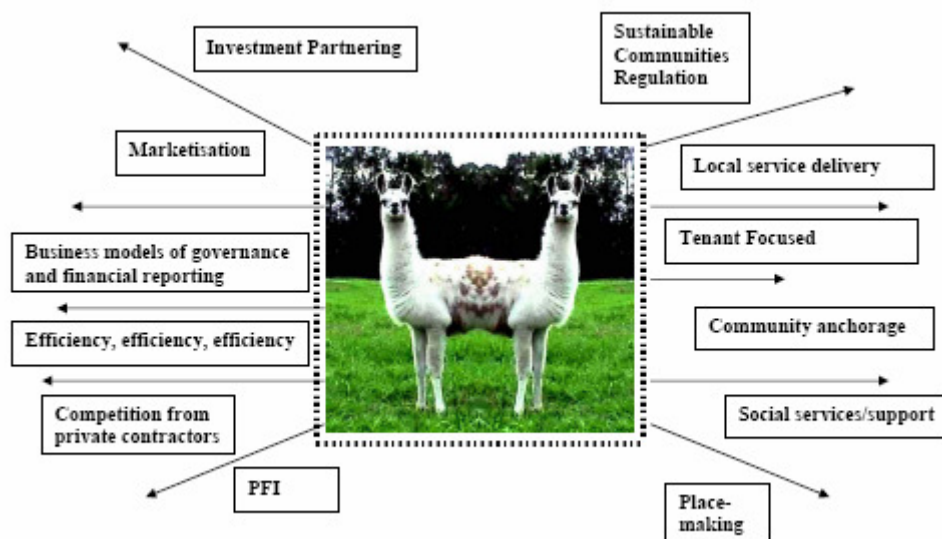 Investment Partnering
Sustainable
Communities
Regulation
Marketisation
Local service delivery
Business models of governance
and financial reporting
Tenant Focused
Efficiency, efficiency, efficiency
Community anchorage
Competition from
private contractors
Social services/support
PFI
Place-
making